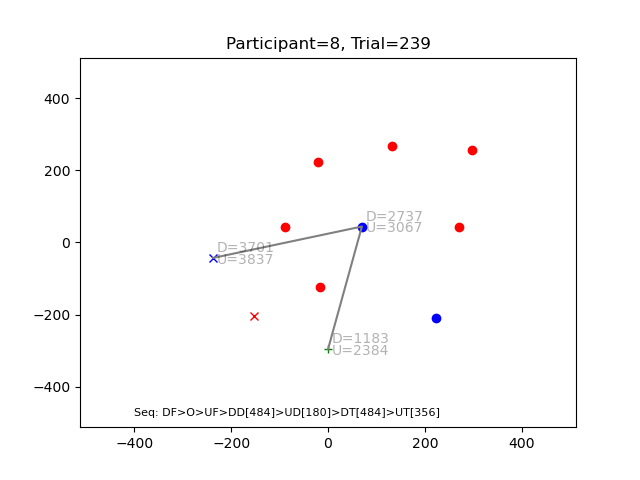 Participant=8, Trial=239
400
200
0
−200
−400
D=2737
U=3067
D=3701
U=3837
D=1183
U=2384
Seq: DF>O>UF>DD[484]>UD[180]>DT[484]>UT[356]
−400 −200 0 200 400